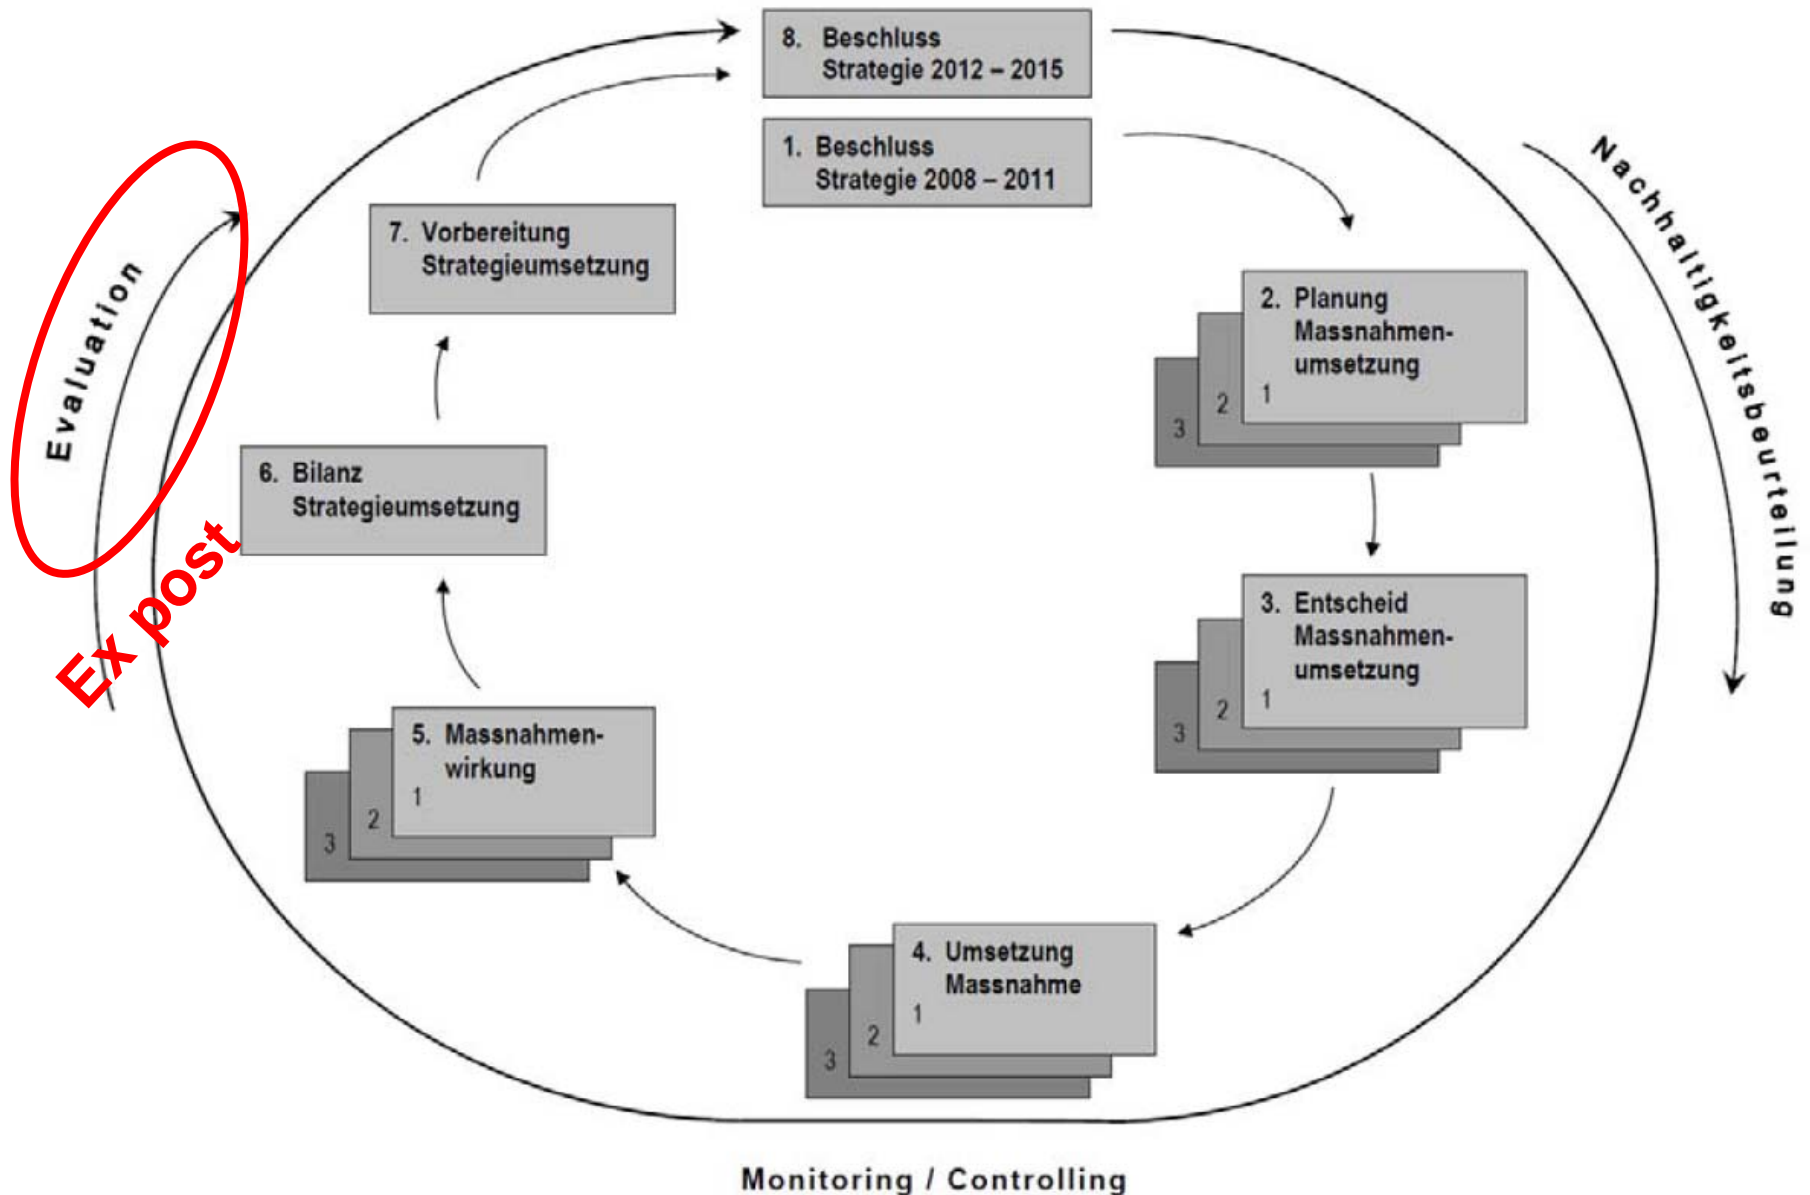 8. Beschluss
Strategie 2012 – 2015
1. Beschluss
Strategie 2008 – 2011
Nachhaltigkeitsbeurteilung
2. Planung
Massnahmen-
umsetzung
1
2
3
3. Entscheid
Massnahmen-
umsetzung
1
2
3
4. Umsetzung
Massnahme
1
2
3
5. Massnahmen-
wirkung
1
2
3
6. Bilanz
Strategieumsetzung
7. Vorbereitung
Strategieumsetzung
Evaluation
Ex post
Monitoring / Controlling